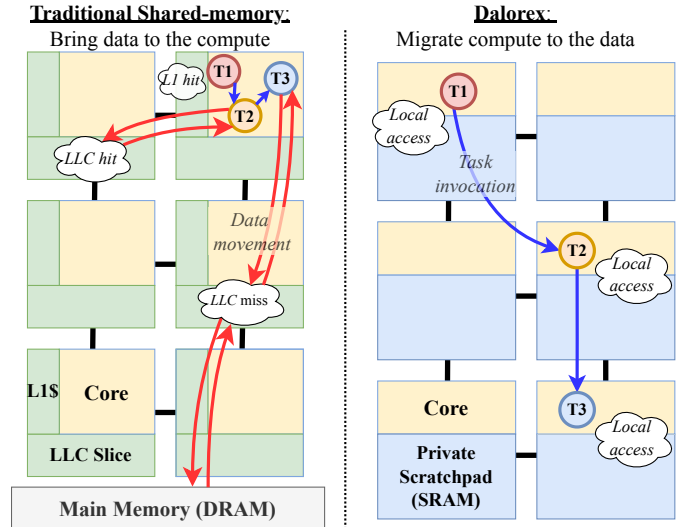 Traditional Shared-memory:
Bring data to the compute
L1 hit
T1
T3
T2
LLC hit
Data
movement
LLC miss
L1$
Core
LLC Slice
Main Memory (DRAM)
Dalorex:
Migrate compute to the data
T1
Local
access
Task
invocation
T2
Local
access
Core
T3
Local
access
Private
Scratchpad
(SRAM)